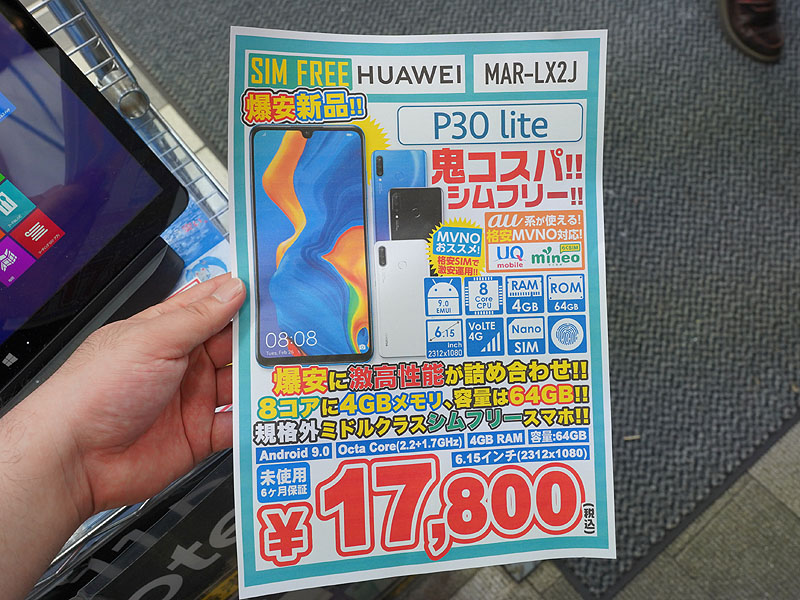 SIM FREE HUAWEI MAR-LX2J
爆安新品!!
P30 lite
鬼コスパ!!
シムフリー!!
MVNO
おススメ!
格安SIMで
激安運用!!
au系が使える!
格安MVNO対応!
UQ mobile
mineo
9.0
EMUI
8
Core
CPU
RAM
4GB
ROM
64GB
6.15
Inch
2312x1080
VoLTE
4G
Nano
SIM
08:08
Tues, Feb 26
爆安に激高性能が詰め合わせ!!
8コアに4GBメモリ、容量は64GB!!
規格外ミドルクラスシムフリースマホ!!
Android 9.0 Octa Core(2.2+1.7GHz) 4GB RAM 容量:64GB
6.15インチ(2312x1080)
未使用
6ヶ月保証
¥17,800(税込)